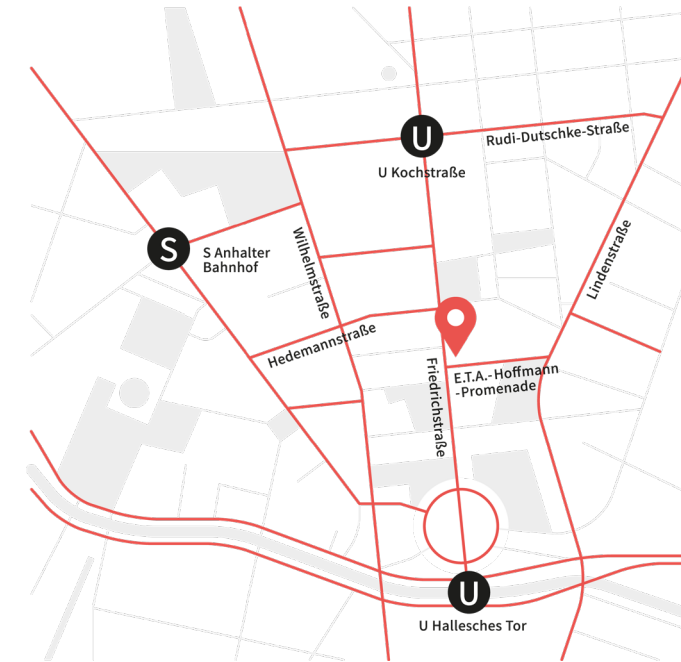 U
Rudi-Dutschke-Straße
U Kochstraße
S
S Anhalter
Bahnhof
Wilhelmstraße
Lindenstraße
Hedemannstraße
Friedrichstraße
E.T.A.-Hoffmann
-Promenade
U
U Hallesches Tor